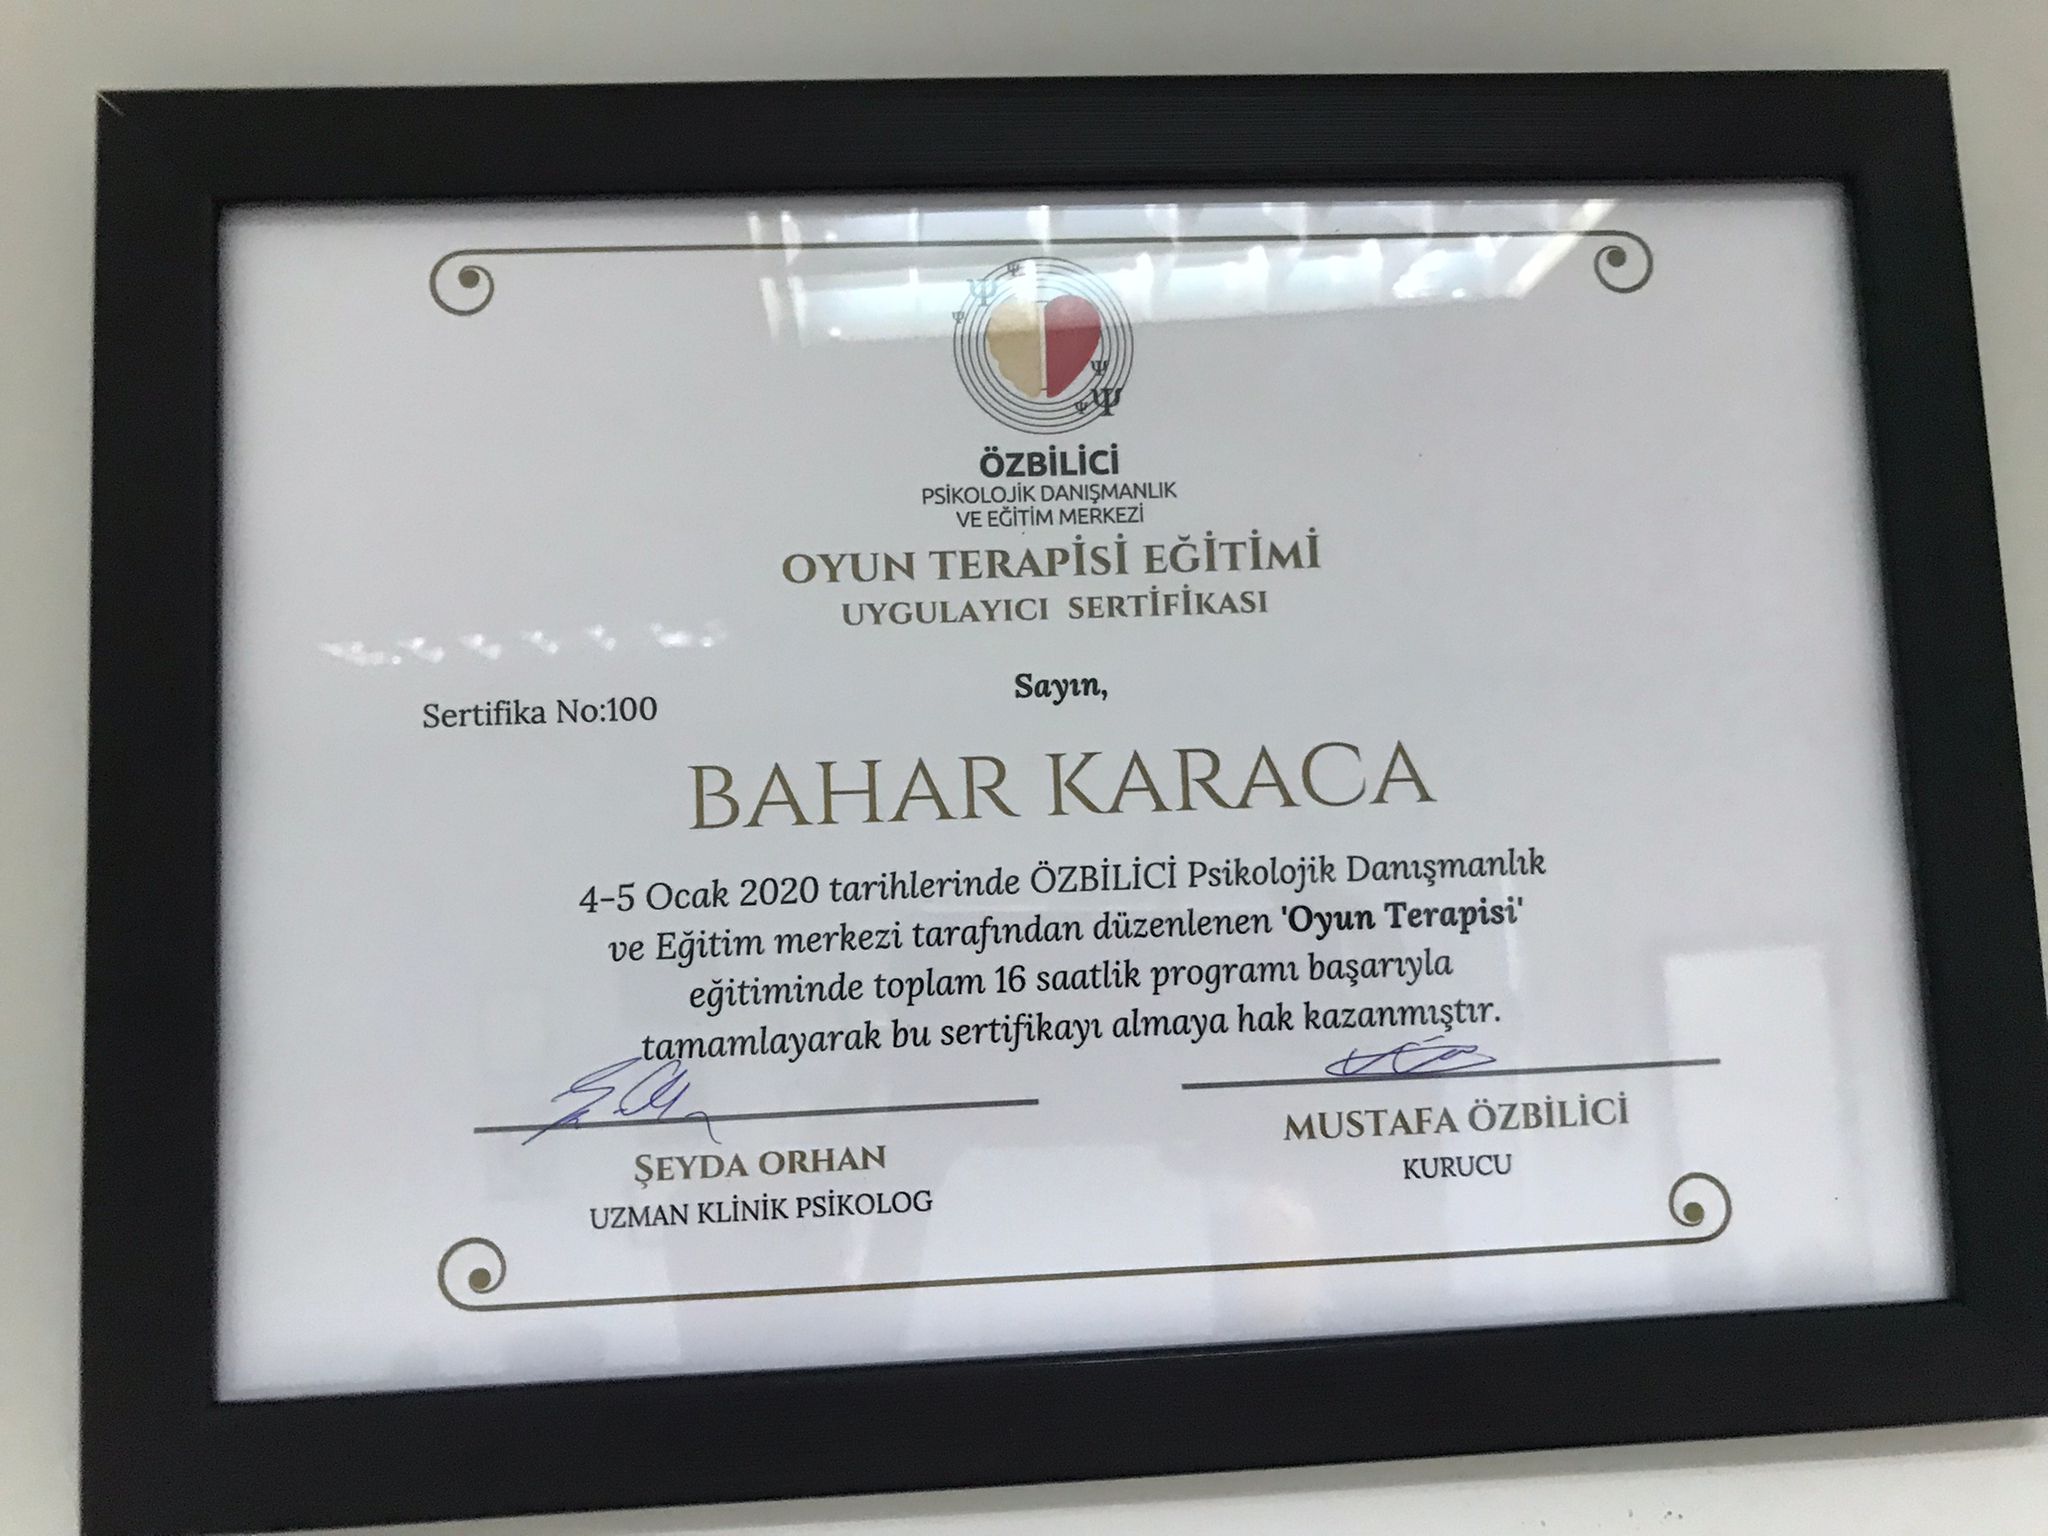 ÖZBİLİCİ
PSİKOLOJİK DANIŞMANLIK
VE EĞİTİM MERKEZİ
OYUN TERAPİSİ EĞİTİMİ
UYGULAYICI SERTİFİKASI
Sayın,
Sertifika No:100
BAHAR KARACA
4-5 Ocak 2020 tarihlerinde ÖZBİLİCİ Psikolojik Danışmanlık
ve Eğitim merkezi tarafından düzenlenen 'Oyun Terapisi'
eğitiminde toplam 16 saatlik programı başarıyla
tamamlayarak bu sertifikayı almaya hak kazanmıştır.
ŞEYDA ORHAN
UZMAN KLİNİK PSİKOLOG
MUSTAFA ÖZBİLİCİ
KURUCU